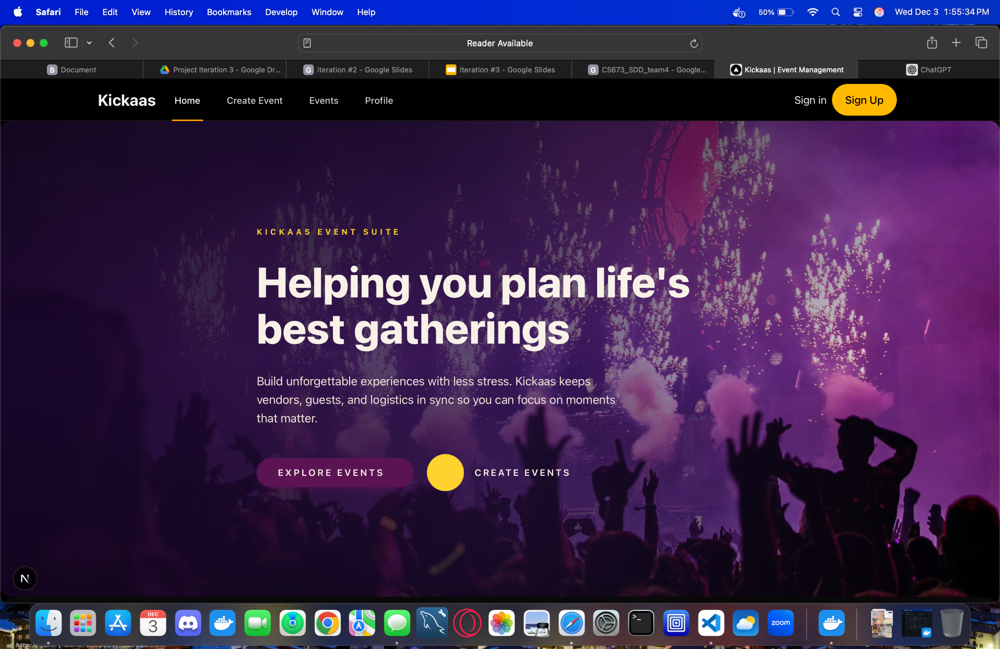 Safari File Edit View History Bookmarks Develop Window Help 50% Wed Dec 3 1:55:34 PM
Reader Available
B Document
Project Iteration 3 - Google Dr...
G Iteration #2 - Google Slides
Iteration #3 - Google Slides
G CS673_SDD_team4 - Google...
Kickaas | Event Management
ChatGPT
Kickaas Home Create Event Events Profile Sign in Sign Up
KICKAAS EVENT SUITE
Helping you plan life's
best gatherings
Build unforgettable experiences with less stress. Kickaas keeps
vendors, guests, and logistics in sync so you can focus on moments
that matter.
EXPLORE EVENTS CREATE EVENTS
N
DEC
3
zoom